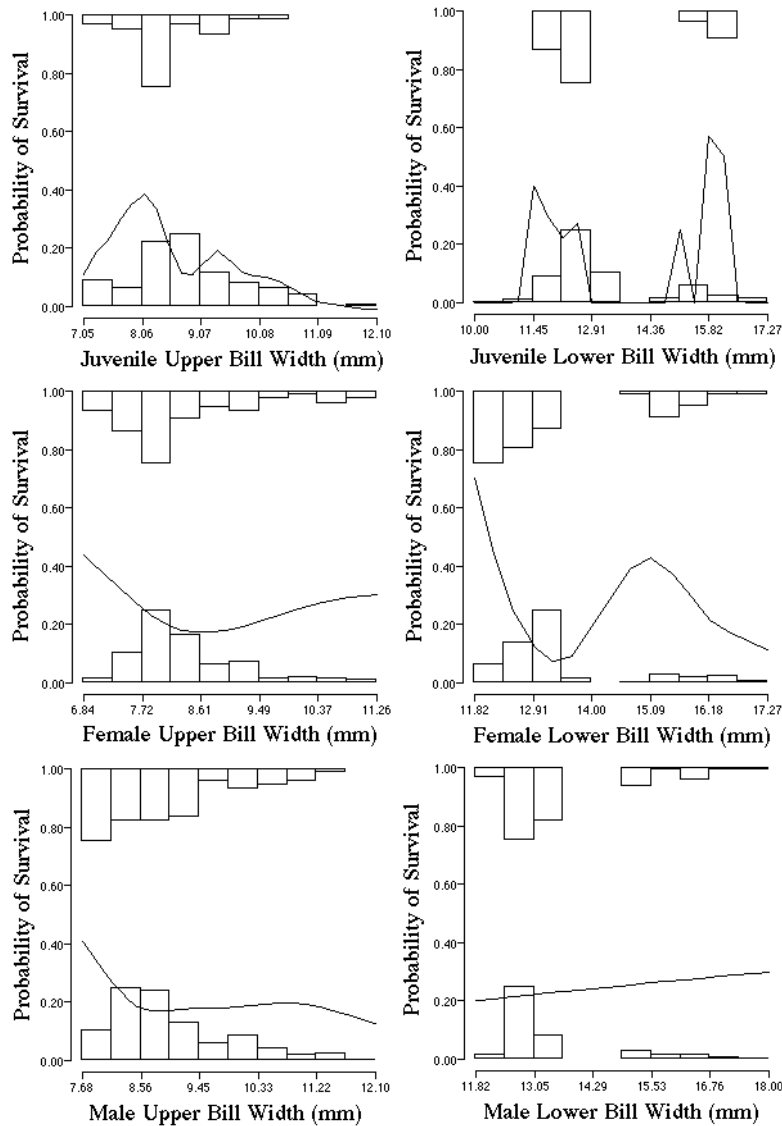 Probability of Survival
1.00
0.80
0.60
0.40
0.20
0.00
7.05 8.06 9.07 10.08 11.09 12.10
Juvenile Upper Bill Width (mm)
Probability of Survival
1.00
0.80
0.60
0.40
0.20
0.00
10.00 11.45 12.91 14.36 15.82 17.27
Juvenile Lower Bill Width (mm)
Probability of Survival
1.00
0.80
0.60
0.40
0.20
0.00
6.84 7.72 8.61 9.49 10.37 11.26
Female Upper Bill Width (mm)
Probability of Survival
1.00
0.80
0.60
0.40
0.20
0.00
11.82 12.91 14.00 15.09 16.18 17.27
Female Lower Bill Width (mm)
Probability of Survival
1.00
0.80
0.60
0.40
0.20
0.00
7.68 8.56 9.45 10.33 11.22 12.10
Male Upper Bill Width (mm)
Probability of Survival
1.00
0.80
0.60
0.40
0.20
0.00
11.82 13.05 14.29 15.53 16.76 18.00
Male Lower Bill Width (mm)